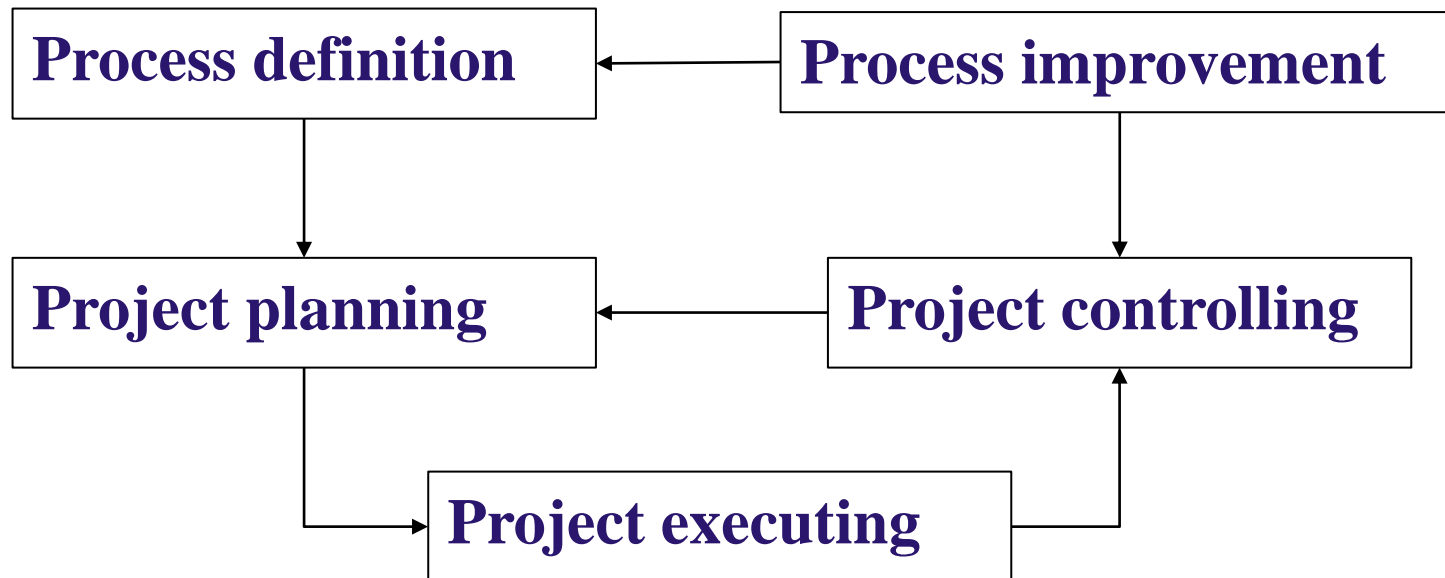 Process definition
Process improvement
Project planning
Project controlling
Project executing